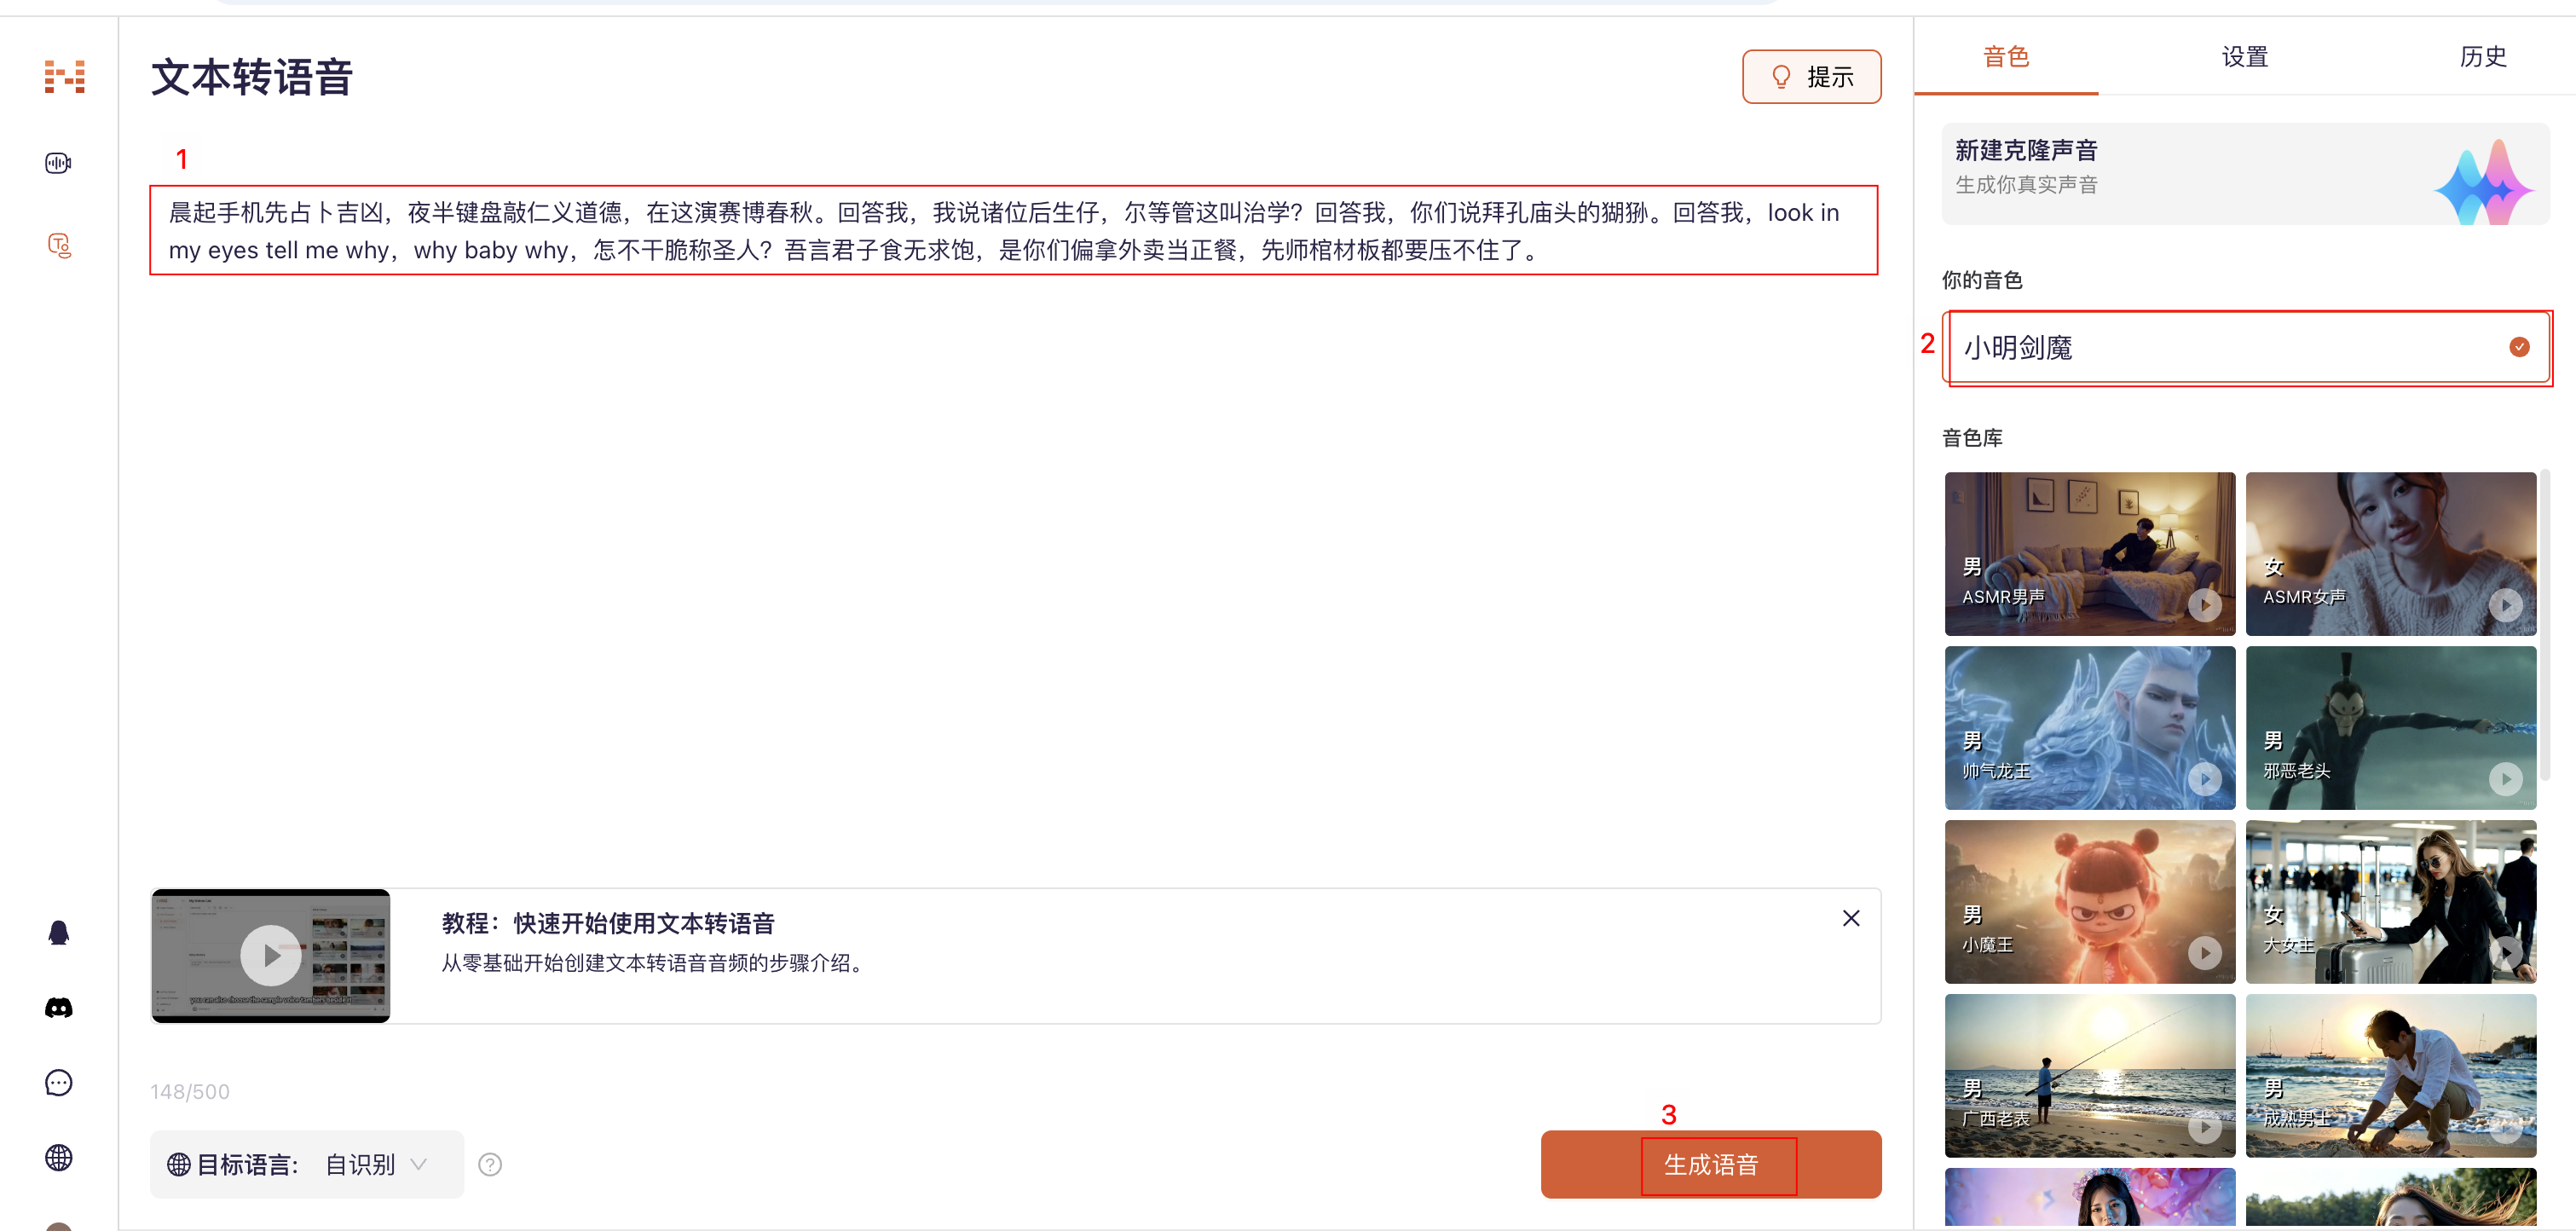 文本转语音
提示
1
晨起手机先占卜吉凶，夜半键盘敲仁义道德，在这演赛博春秋。回答我，我说诸位后生仔，尔等管这叫治学？回答我，你们说拜孔庙头的猢狲。回答我，look in
my eyes tell me why，why baby why，怎不干脆称圣人？吾言君子食无求饱，是你们偏拿外卖当正餐，先师棺材板都要压不住了。
教程：快速开始使用文本转语音
从零基础开始创建文本转语音音频的步骤介绍。
you can also choose the sample voice timbers beside it
148/500
目标语言：
自识别
3
生成语音
音色
设置
历史
新建克隆声音
生成你真实声音
你的音色
2
小明剑魔
音色库
男
ASMR男声
女
ASMR女声
男
帅气龙王
男
邪恶老头
男
小魔王
女
大女主
男
广西老表
男
成熟男士